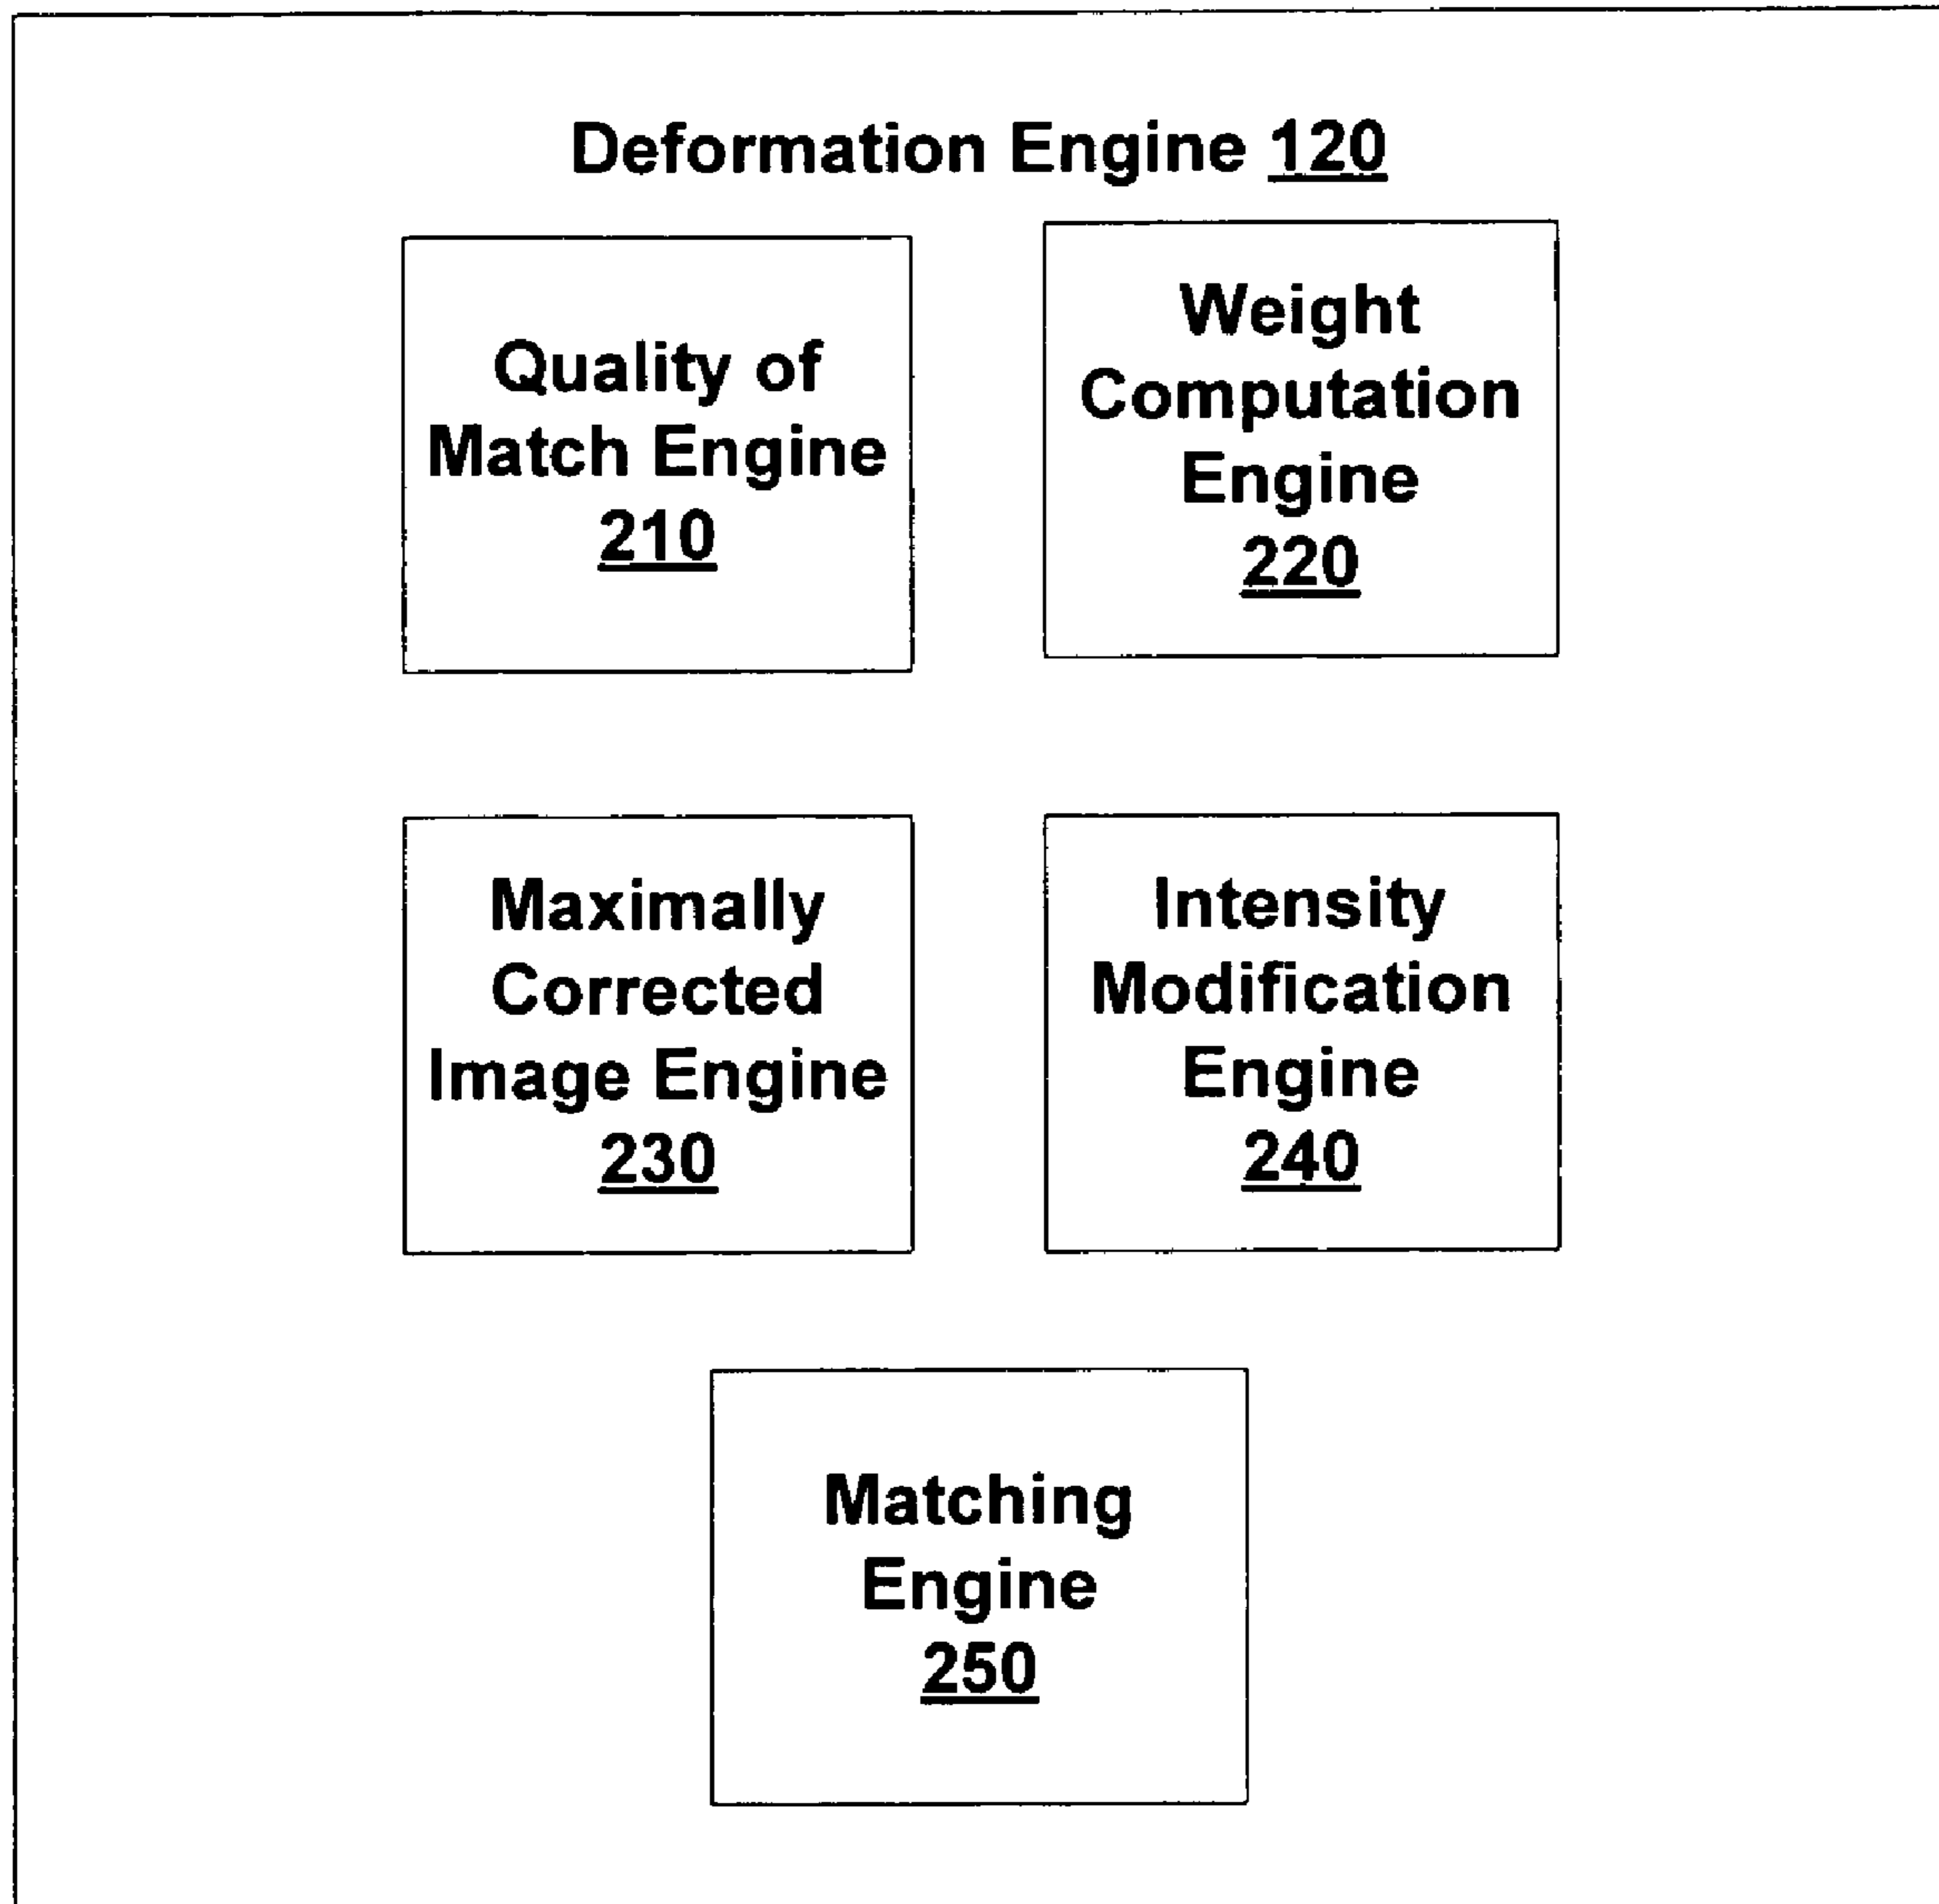 Deformation Engine 120
Quality of
Match Engine
210
Weight
Computation
Engine
220
Maximally
Corrected
Image Engine
230
Intensity
Modification
Engine
240
Matching
Engine
250